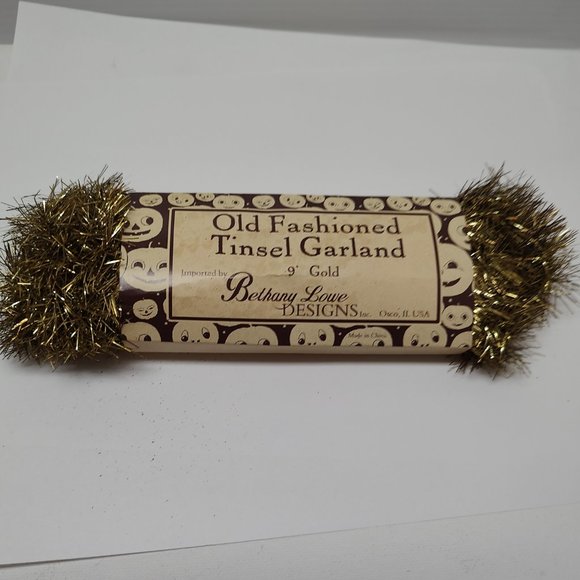 Old Fashioned
Tinsel Garland
9' Gold
Imported by
Bethany Lowe
DESIGNS Inc. Osco, IL USA
Made in China